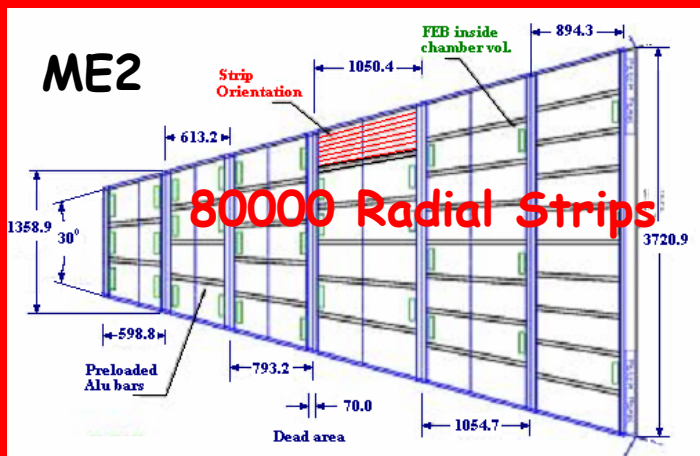 ME2
FEB inside
chamber vol.
894.3
1050.4
Strip
Orientation
613.2
80000 Radial Strips
1358.9
30°
3720.9
598.8
Preloaded
Alu bars
793.2
70.0
Dead area
1054.7